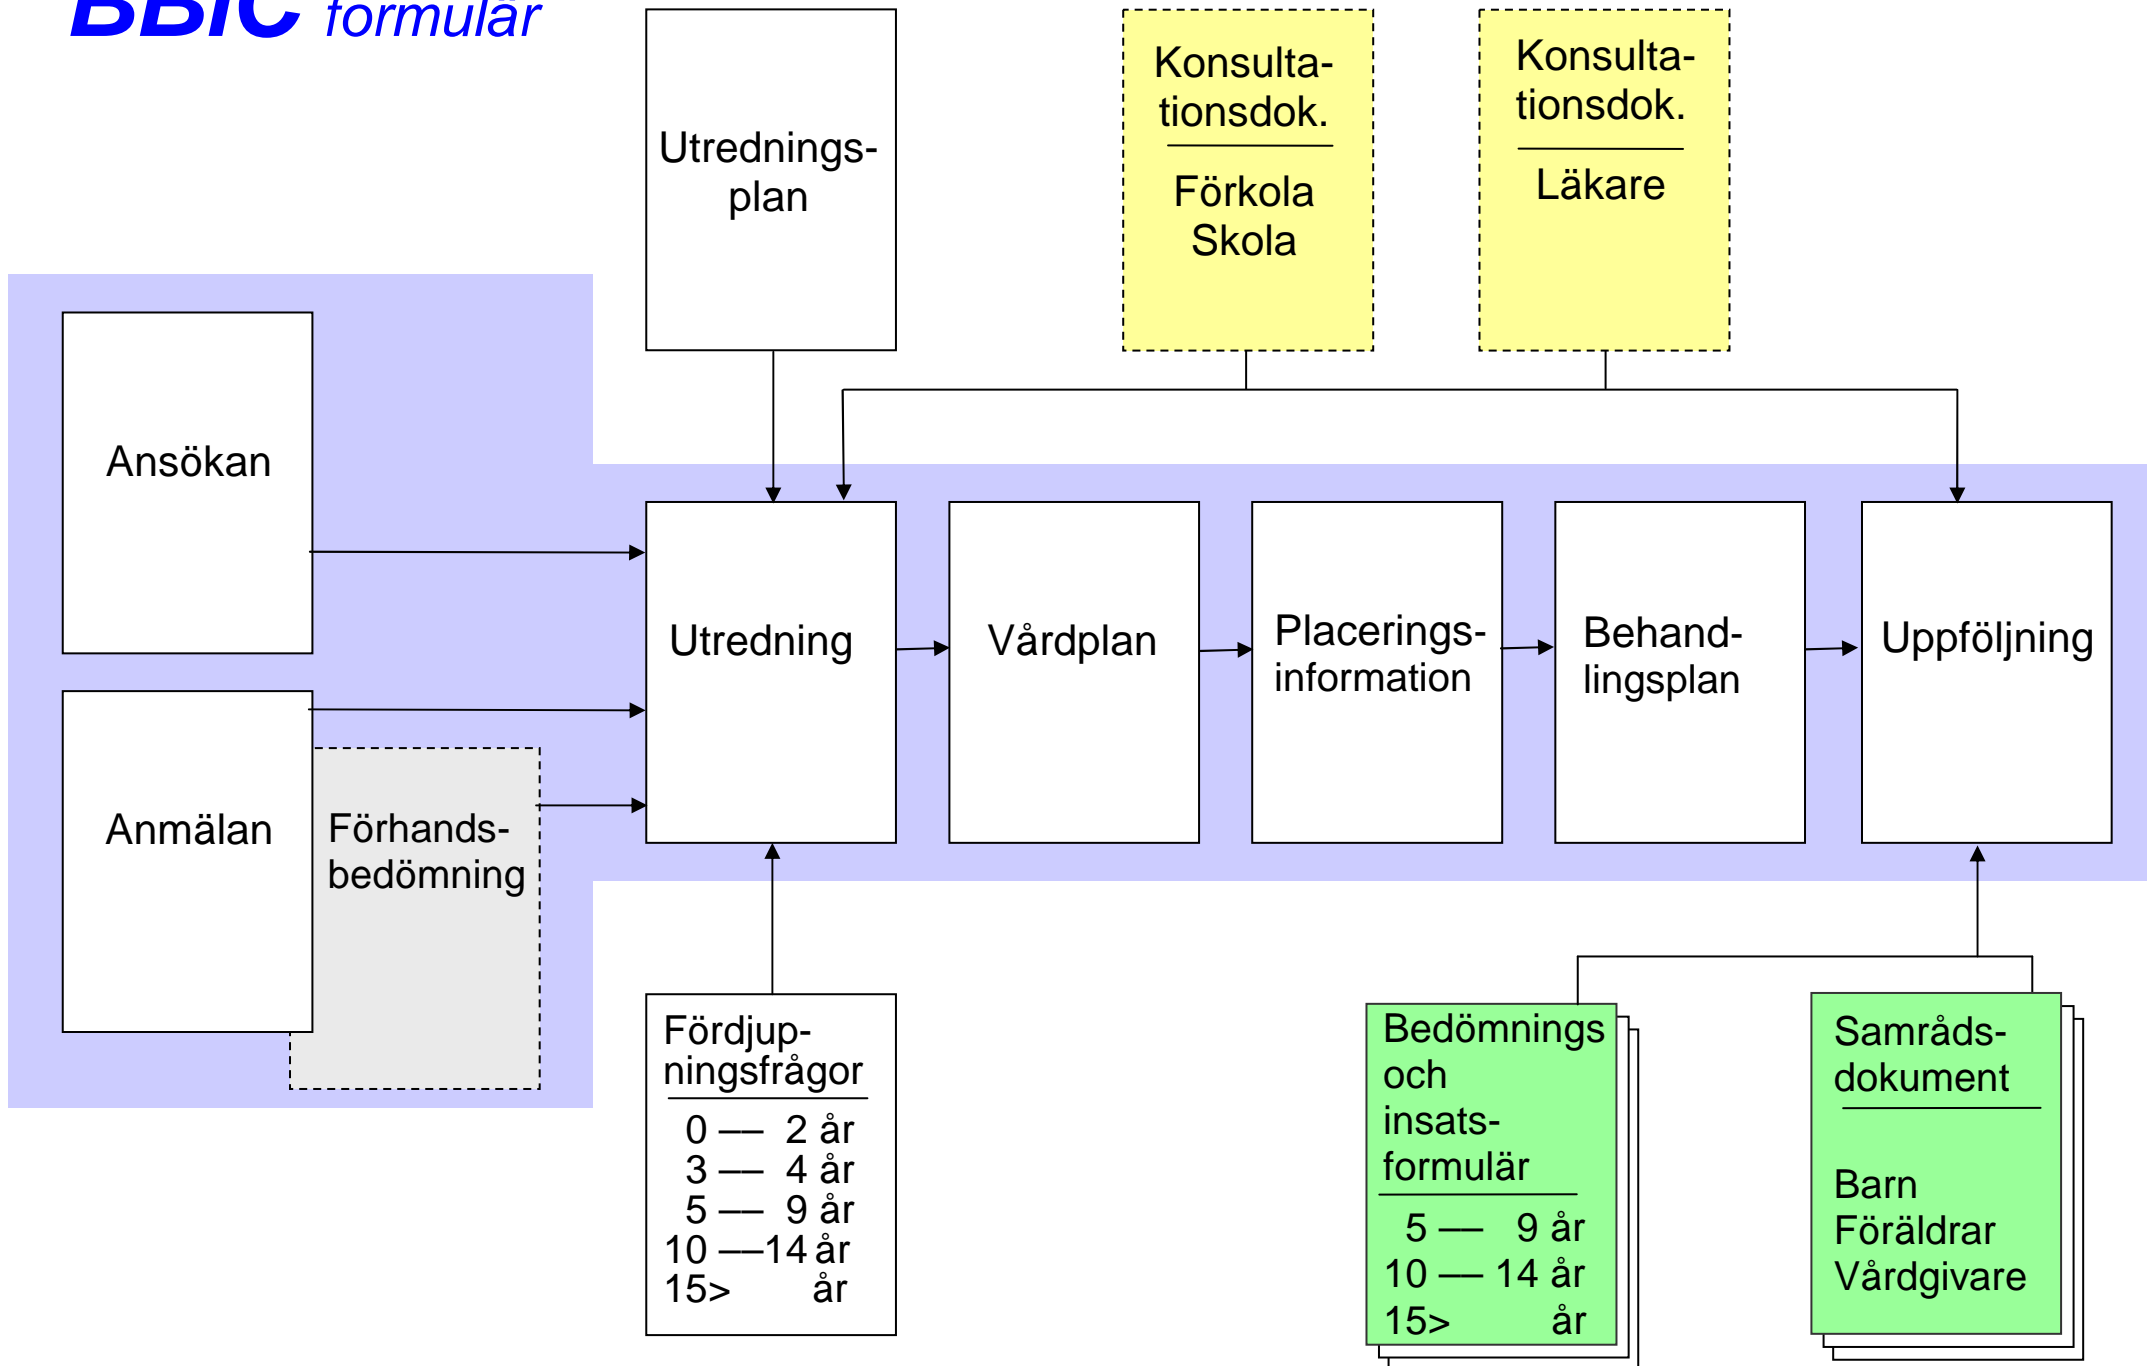 BBIC formulär
Utrednings-
plan
Konsulta-
tionsdok.
Förkola
Skola
Konsulta-
tionsdok.
Läkare
Ansökan
Anmälan
Förhands-
bedömning
Utredning
Vårdplan
Placerings-
information
Behand-
lingsplan
Uppföljning
Fördjup-
ningsfrågor
0 — 2 år
3 — 4 år
5 — 9 år
10 —14 år
15> år
Bedömnings
och
insats-
formulär
5 — 9 år
10 — 14 år
15> år
Samråds-
dokument
Barn
Föräldrar
Vårdgivare